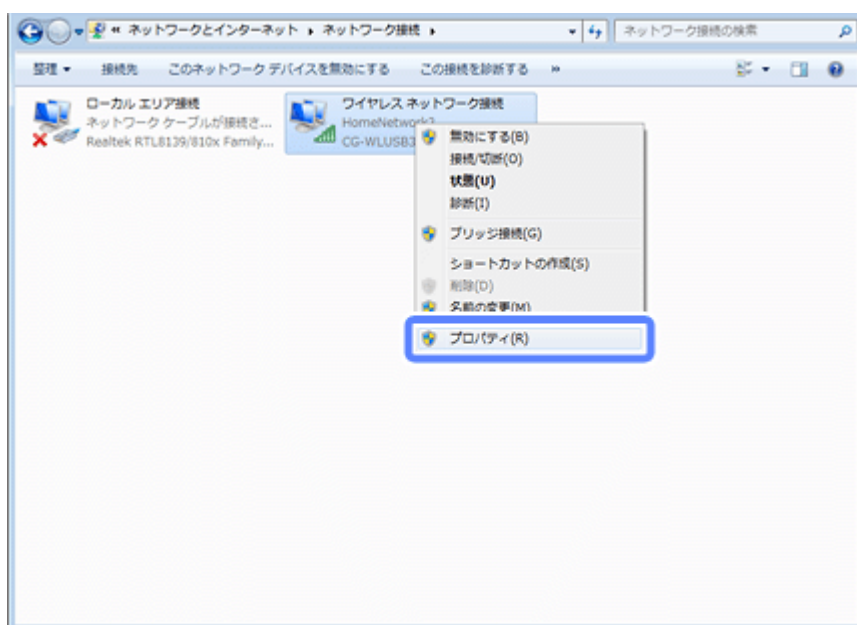 « ネットワークとインターネット ▸ ネットワーク接続 ▸
ネットワーク接続の検索
整理 ▼ 接続先 このネットワーク デバイスを無効にする この接続を診断する »
ローカル エリア接続
ネットワーク ケーブルが接続さ...
Realtek RTL8139/810x Family...
ワイヤレス ネットワーク接続
HomeNetwork2
CG-WLUSB3
無効にする(B)
接続/切断(O)
状態(U)
診断(I)
ブリッジ接続(G)
ショートカットの作成(S)
削除(D)
名前の変更(M)
プロパティ(R)